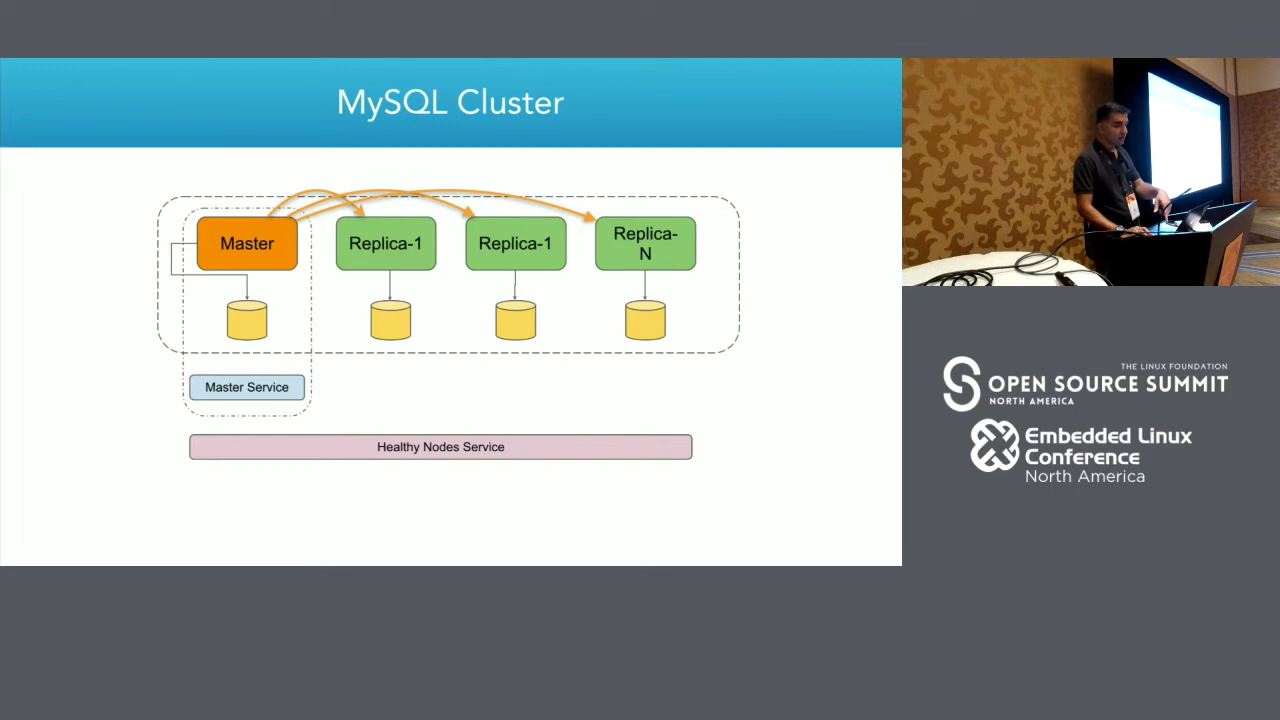 MySQL Cluster
Master
Replica-1
Replica-1
Replica-
N
Master Service
Healthy Nodes Service
THE LINUX FOUNDATION
OPEN SOURCE SUMMIT
NORTH AMERICA
Embedded Linux
Conference
North America